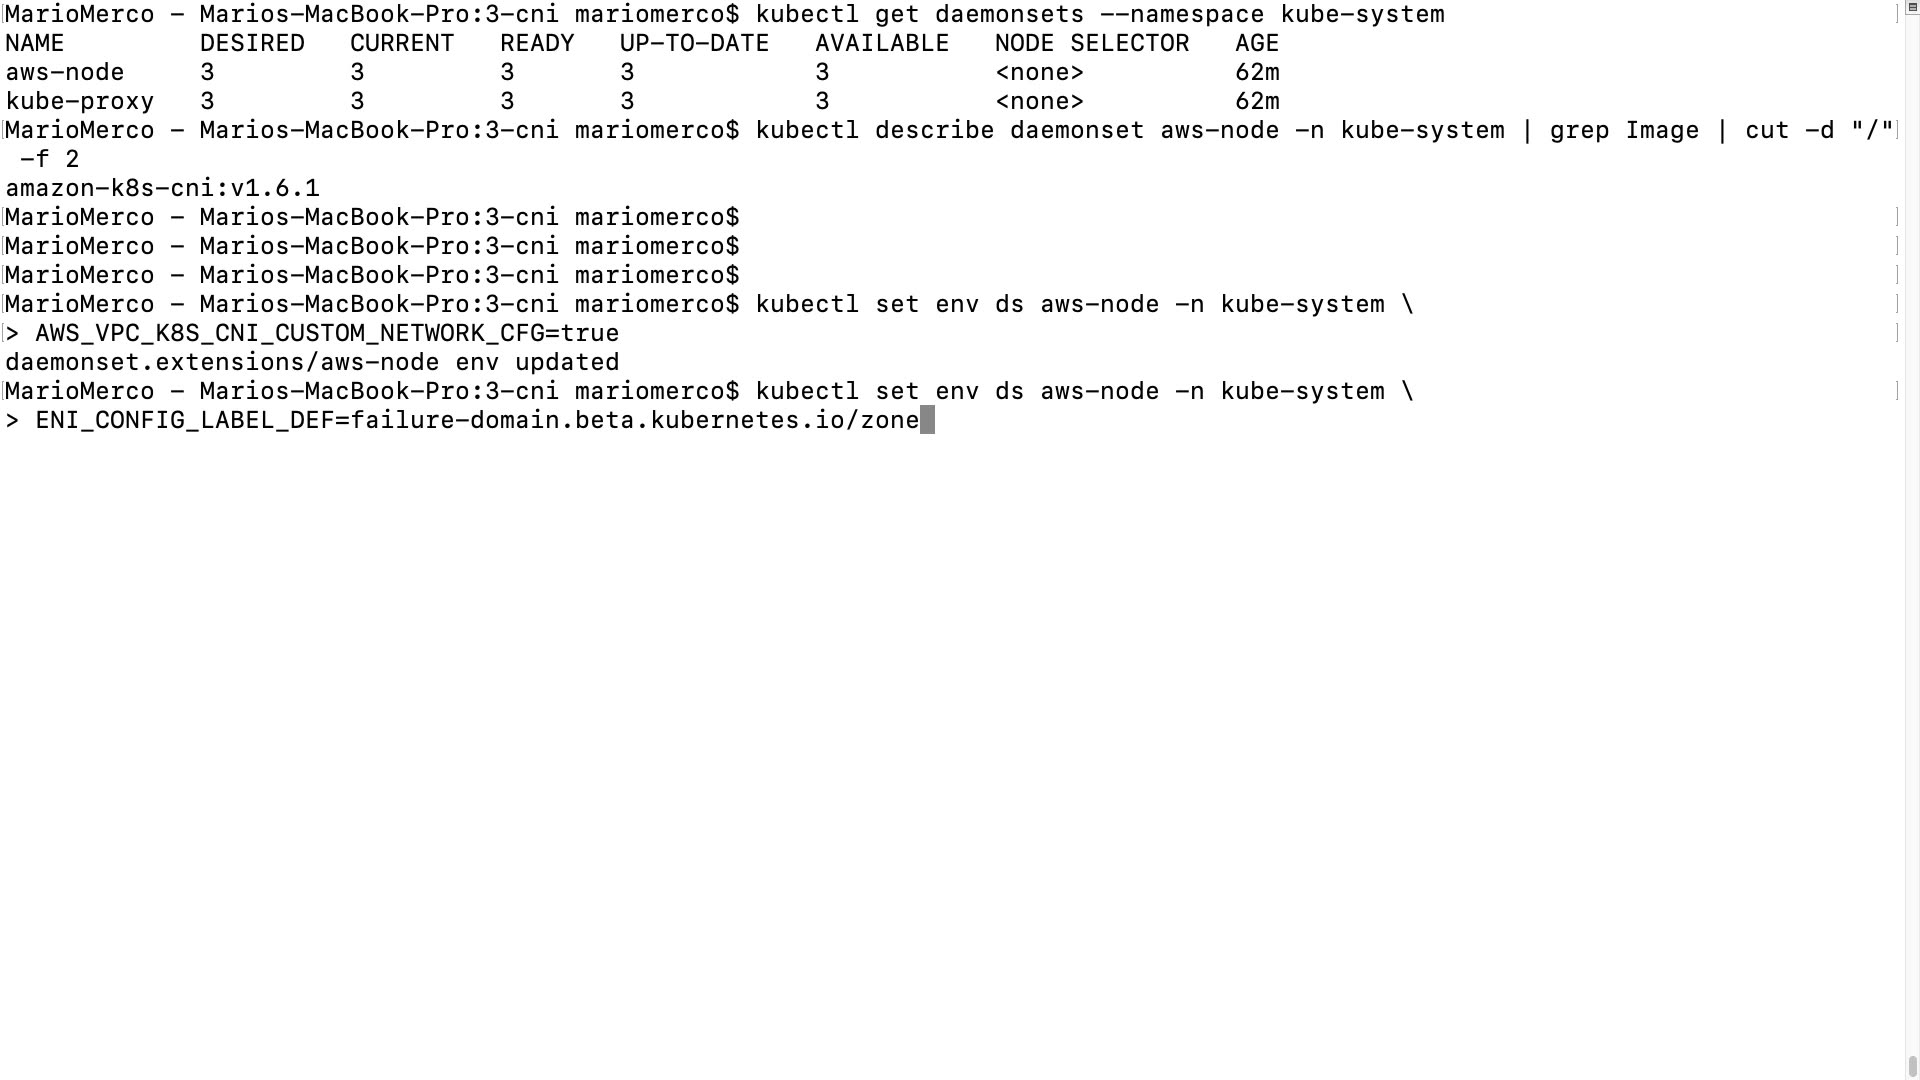 MarioMerco - Marios-MacBook-Pro:3-cni mariomerco$ kubectl get daemonsets --namespace kube-system
NAME DESIRED CURRENT READY UP-TO-DATE AVAILABLE NODE SELECTOR AGE
aws-node 3 3 3 3 3 <none> 62m
kube-proxy 3 3 3 3 3 <none> 62m
MarioMerco - Marios-MacBook-Pro:3-cni mariomerco$ kubectl describe daemonset aws-node -n kube-system | grep Image | cut -d "/"
-f 2
amazon-k8s-cni:v1.6.1
MarioMerco - Marios-MacBook-Pro:3-cni mariomerco$
MarioMerco - Marios-MacBook-Pro:3-cni mariomerco$
MarioMerco - Marios-MacBook-Pro:3-cni mariomerco$
MarioMerco - Marios-MacBook-Pro:3-cni mariomerco$ kubectl set env ds aws-node -n kube-system \
> AWS_VPC_K8S_CNI_CUSTOM_NETWORK_CFG=true
daemonset.extensions/aws-node env updated
MarioMerco - Marios-MacBook-Pro:3-cni mariomerco$ kubectl set env ds aws-node -n kube-system \
> ENI_CONFIG_LABEL_DEF=failure-domain.beta.kubernetes.io/zone